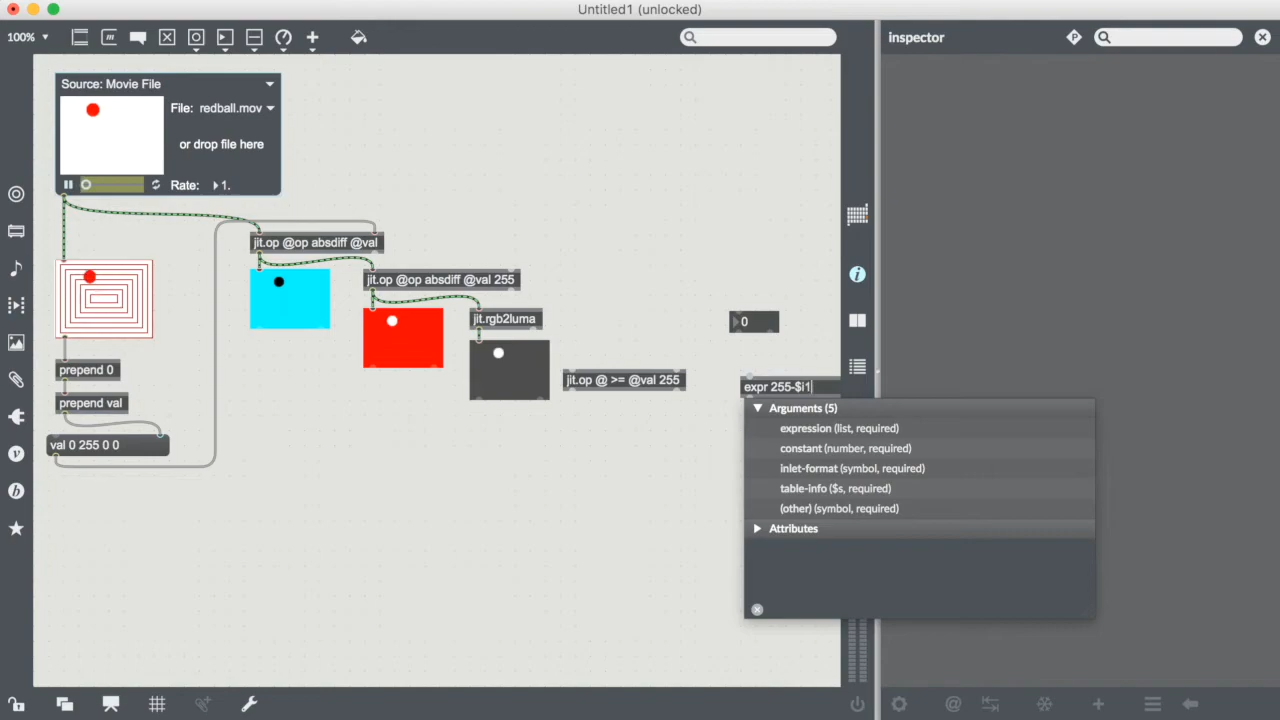 Untitled1 (unlocked)
100%
inspector
Source: Movie File
File: redball.mov
or drop file here
Rate: 1.
jit.op @op absdiff @val
jit.op @op absdiff @val 255
jit.rgb2luma
0
prepend 0
jit.op @ >= @val 255
expr 255-$i1
prepend val
val 0 255 0 0
Arguments (5)
expression (list, required)
constant (number, required)
inlet-format (symbol, required)
table-info ($s, required)
(other) (symbol, required)
Attributes